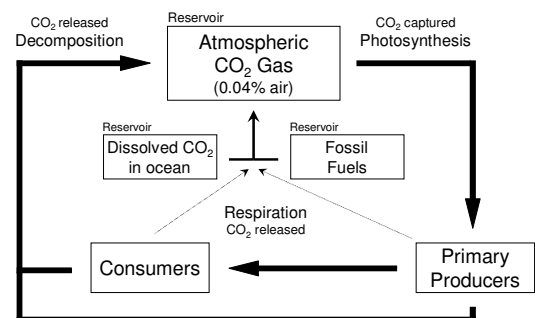 Reservoir
CO₂ released
Decomposition
Atmospheric
CO₂ Gas
(0.04% air)
CO₂ captured
Photosynthesis
Reservoir
Dissolved CO₂
in ocean
Reservoir
Fossil
Fuels
Respiration
CO₂ released
Consumers
Primary
Producers